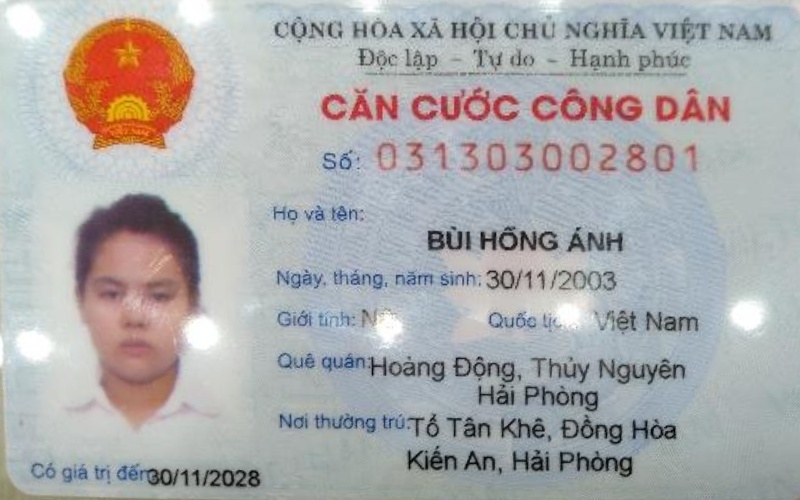 CỘNG HÒA XÃ HỘI CHỦ NGHĨA VIỆT NAM
Độc lập - Tự do - Hạnh phúc
CĂN CƯỚC CÔNG DÂN
Số: 031303002801
Họ và tên:
BÙI HỒNG ÁNH
Ngày, tháng, năm sinh: 30/11/2003
Giới tính: Quốc tịch: Việt Nam
Quê quán: Hoàng Động, Thủy Nguyên
Hải Phòng
Nơi thường trú: Tổ Tân Khê, Đồng Hòa
Kiến An, Hải Phòng
Có giá trị đến: 30/11/2028